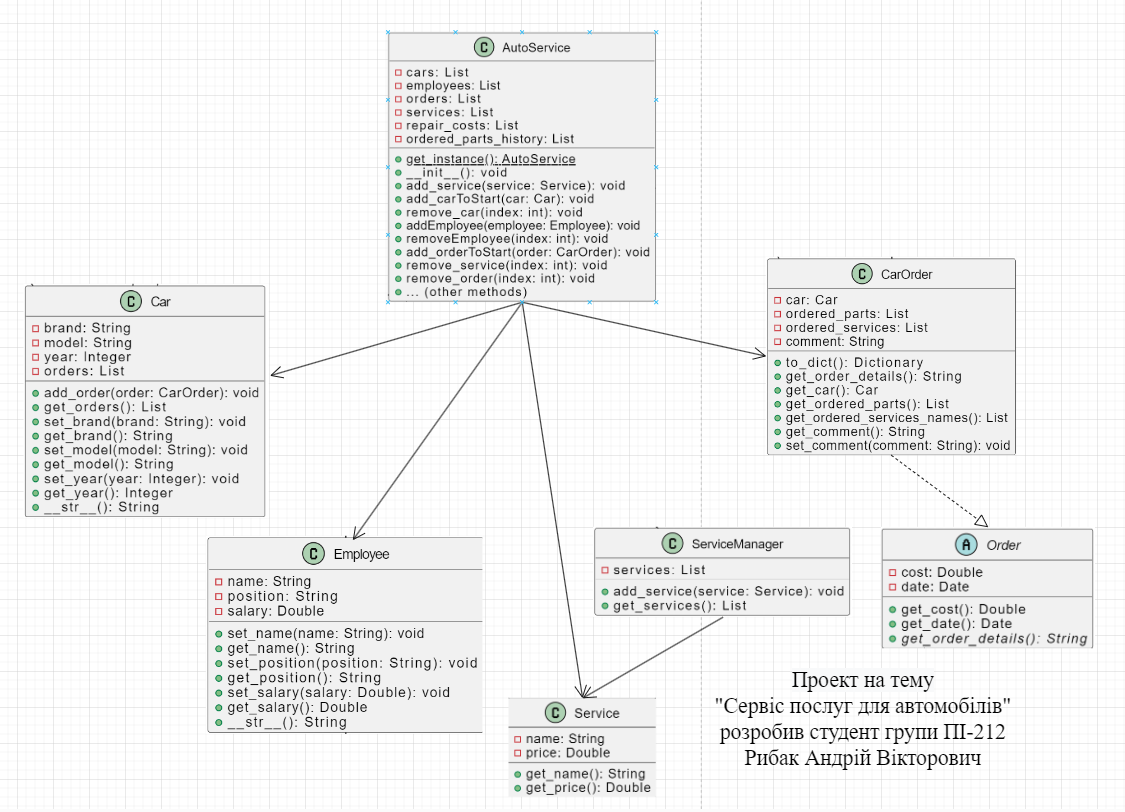 C AutoService
cars: List
employees: List
orders: List
services: List
repair_costs: List
ordered_parts_history: List
get_instance(): AutoService
__init__(): void
add_service(service: Service): void
add_carToStart(car: Car): void
remove_car(index: int): void
addEmployee(employee: Employee): void
removeEmployee(index: int): void
add_orderToStart(order: CarOrder): void
remove_service(index: int): void
remove_order(index: int): void
... (other methods)
C Car
brand: String
model: String
year: Integer
orders: List
add_order(order: CarOrder): void
get_orders(): List
set_brand(brand: String): void
get_brand(): String
set_model(model: String): void
get_model(): String
set_year(year: Integer): void
get_year(): Integer
__str__(): String
C CarOrder
car: Car
ordered_parts: List
ordered_services: List
comment: String
to_dict(): Dictionary
get_order_details(): String
get_car(): Car
get_ordered_parts(): List
get_ordered_services_names(): List
get_comment(): String
set_comment(comment: String): void
C Employee
name: String
position: String
salary: Double
set_name(name: String): void
get_name(): String
set_position(position: String): void
get_position(): String
set_salary(salary: Double): void
get_salary(): Double
__str__(): String
C ServiceManager
services: List
add_service(service: Service): void
get_services(): List
A Order
cost: Double
date: Date
get_cost(): Double
get_date(): Date
get_order_details(): String
C Service
name: String
price: Double
get_name(): String
get_price(): Double
Проект на тему
"Сервіс послуг для автомобілів"
розробив студент групи ПІ-212
Рибак Андрій Вікторович